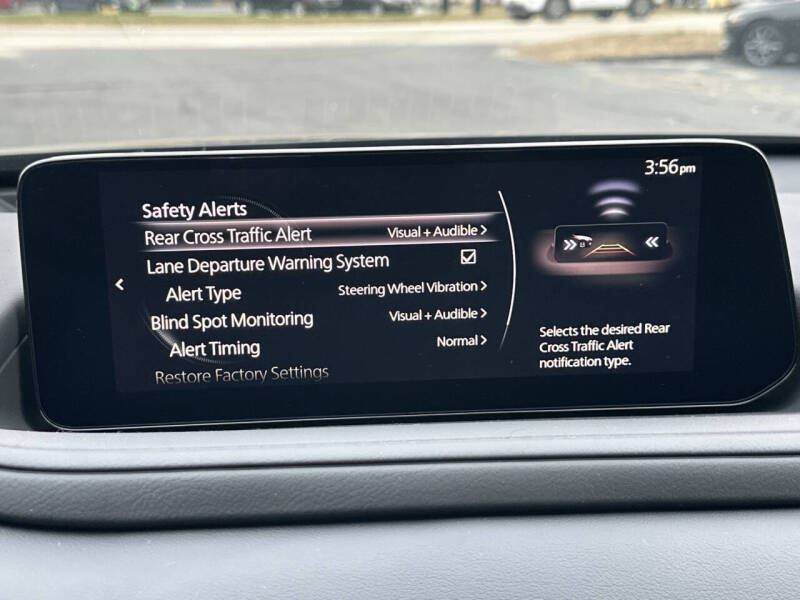 3:56pm
Safety Alerts
Rear Cross Traffic Alert Visual + Audible
Lane Departure Warning System
Alert Type Steering Wheel Vibration
Blind Spot Monitoring Visual + Audible
Alert Timing Normal
Restore Factory Settings
Selects the desired Rear
Cross Traffic Alert
notification type.